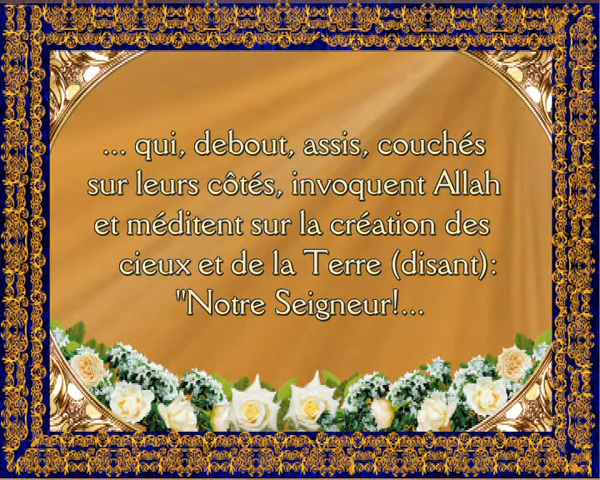 ... qui, debout, assis, couchés
sur leurs côtés, invoquent Allah
et méditent sur la création des
cieux et de la Terre (disant):
"Notre Seigneur!...